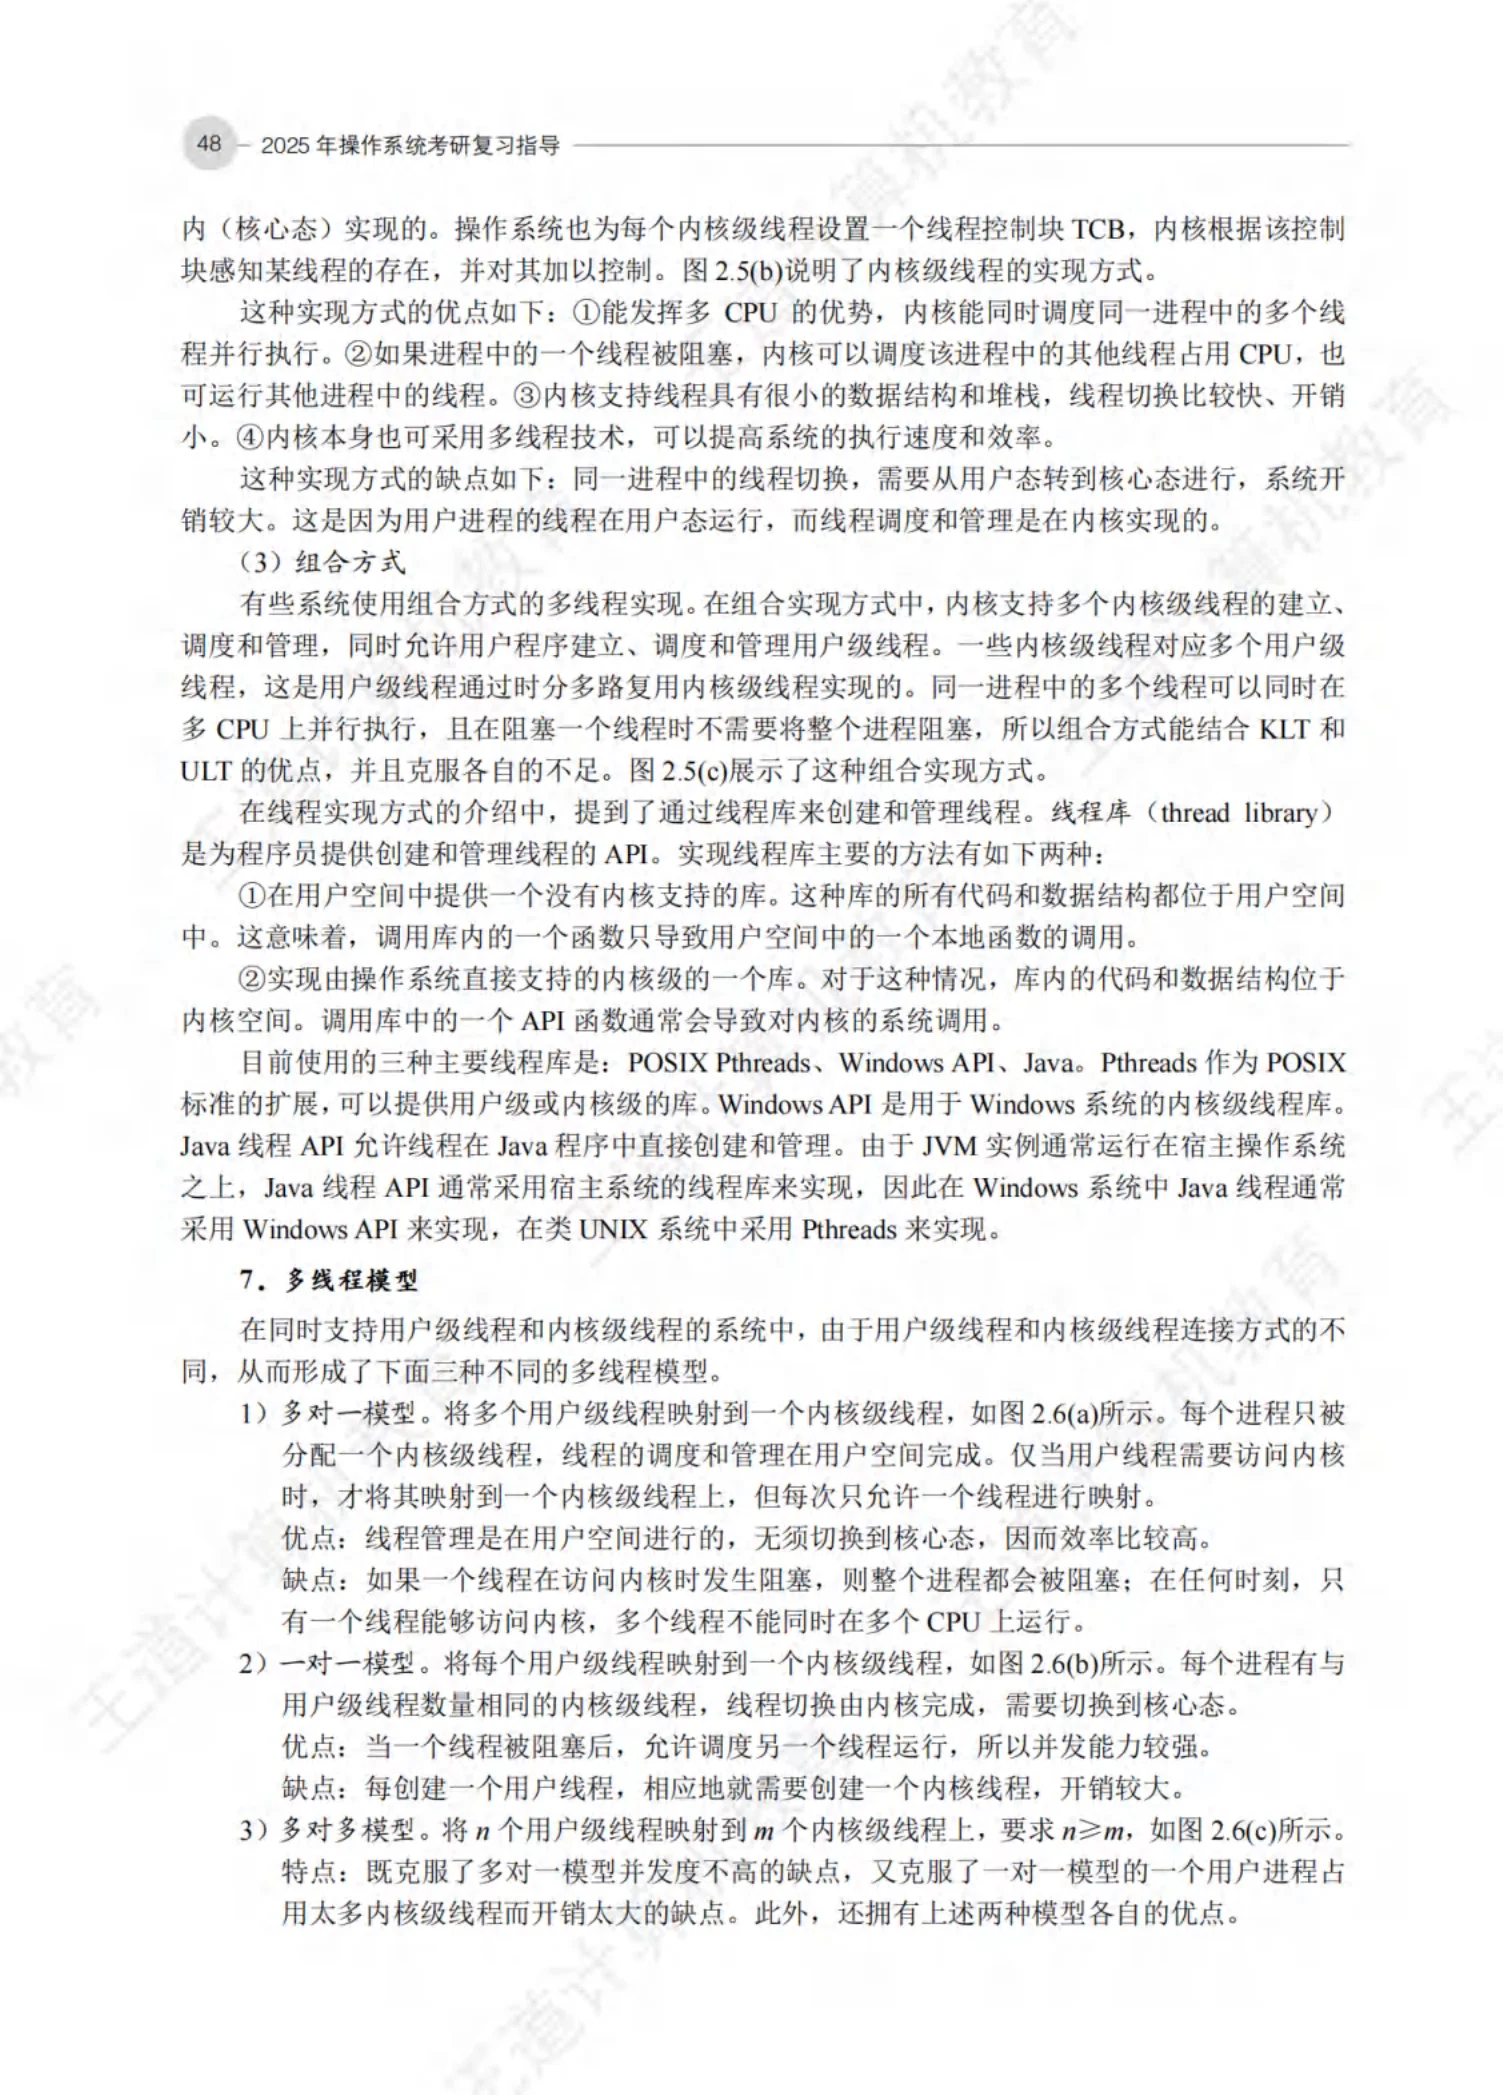 48 2025 年操作系统考研复习指导
内（核心态）实现的。操作系统也为每个内核级线程设置一个线程控制块 TCB，内核根据该控制
块感知某线程的存在，并对其加以控制。图 2.5(b)说明了内核级线程的实现方式。
这种实现方式的优点如下：①能发挥多 CPU 的优势，内核能同时调度同一进程中的多个线
程并行执行。②如果进程中的一个线程被阻塞，内核可以调度该进程中的其他线程占用 CPU，也
可运行其他进程中的线程。③内核支持线程具有很小的数据结构和堆栈，线程切换比较快、开销
小。④内核本身也可采用多线程技术，可以提高系统的执行速度和效率。
这种实现方式的缺点如下：同一进程中的线程切换，需要从用户态转到核心态进行，系统开
销较大。这是因为用户进程的线程在用户态运行，而线程调度和管理是在内核实现的。
（3）组合方式
有些系统使用组合方式的多线程实现。在组合实现方式中，内核支持多个内核级线程的建立、
调度和管理，同时允许用户程序建立、调度和管理用户级线程。一些内核级线程对应多个用户级
线程，这是用户级线程通过时分多路复用内核级线程实现的。同一进程中的多个线程可以同时在
多 CPU 上并行执行，且在阻塞一个线程时不需要将整个进程阻塞，所以组合方式能结合 KLT 和
ULT 的优点，并且克服各自的不足。图 2.5(c)展示了这种组合实现方式。
在线程实现方式的介绍中，提到了通过线程库来创建和管理线程。线程库（thread library）
是为程序员提供创建和管理线程的 API。实现线程库主要的方法有如下两种：
①在用户空间中提供一个没有内核支持的库。这种库的所有代码和数据结构都位于用户空间
中。这意味着，调用库内的一个函数只导致用户空间中的一个本地函数的调用。
②实现由操作系统直接支持的内核级的一个库。对于这种情况，库内的代码和数据结构位于
内核空间。调用库中的一个 API 函数通常会导致对内核的系统调用。
目前使用的三种主要线程库是：POSIX Pthreads、Windows API、Java。Pthreads 作为 POSIX
标准的扩展，可以提供用户级或内核级的库。Windows API 是用于 Windows 系统的内核级线程库。
Java 线程 API 允许线程在 Java 程序中直接创建和管理。由于 JVM 实例通常运行在宿主操作系统
之上，Java 线程 API 通常采用宿主系统的线程库来实现，因此在 Windows 系统中 Java 线程通常
采用 Windows API 来实现，在类 UNIX 系统中采用 Pthreads 来实现。
7．多线程模型
在同时支持用户级线程和内核级线程的系统中，由于用户级线程和内核级线程连接方式的不
同，从而形成了下面三种不同的多线程模型。
1）多对一模型。将多个用户级线程映射到一个内核级线程，如图 2.6(a)所示。每个进程只被
分配一个内核级线程，线程的调度和管理在用户空间完成。仅当用户线程需要访问内核
时，才将其映射到一个内核级线程上，但每次只允许一个线程进行映射。
优点：线程管理是在用户空间进行的，无须切换到核心态，因而效率比较高。
缺点：如果一个线程在访问内核时发生阻塞，则整个进程都会被阻塞；在任何时刻，只
有一个线程能够访问内核，多个线程不能同时在多个 CPU 上运行。
2）一对一模型。将每个用户级线程映射到一个内核级线程，如图 2.6(b)所示。每个进程有与
用户级线程数量相同的内核级线程，线程切换由内核完成，需要切换到核心态。
优点：当一个线程被阻塞后，允许调度另一个线程运行，所以并发能力较强。
缺点：每创建一个用户线程，相应地就需要创建一个内核线程，开销较大。
3）多对多模型。将 n 个用户级线程映射到 m 个内核级线程上，要求 n≥m，如图 2.6(c)所示。
特点：既克服了多对一模型并发度不高的缺点，又克服了一对一模型的一个用户进程占
用太多内核级线程而开销太大的缺点。此外，还拥有上述两种模型各自的优点。
王道计算机教育
王道计算机教育
王道计算机教育
教育
王道计算机教育
王
王道计算机教育
王道计算机教育
王道计算机教育